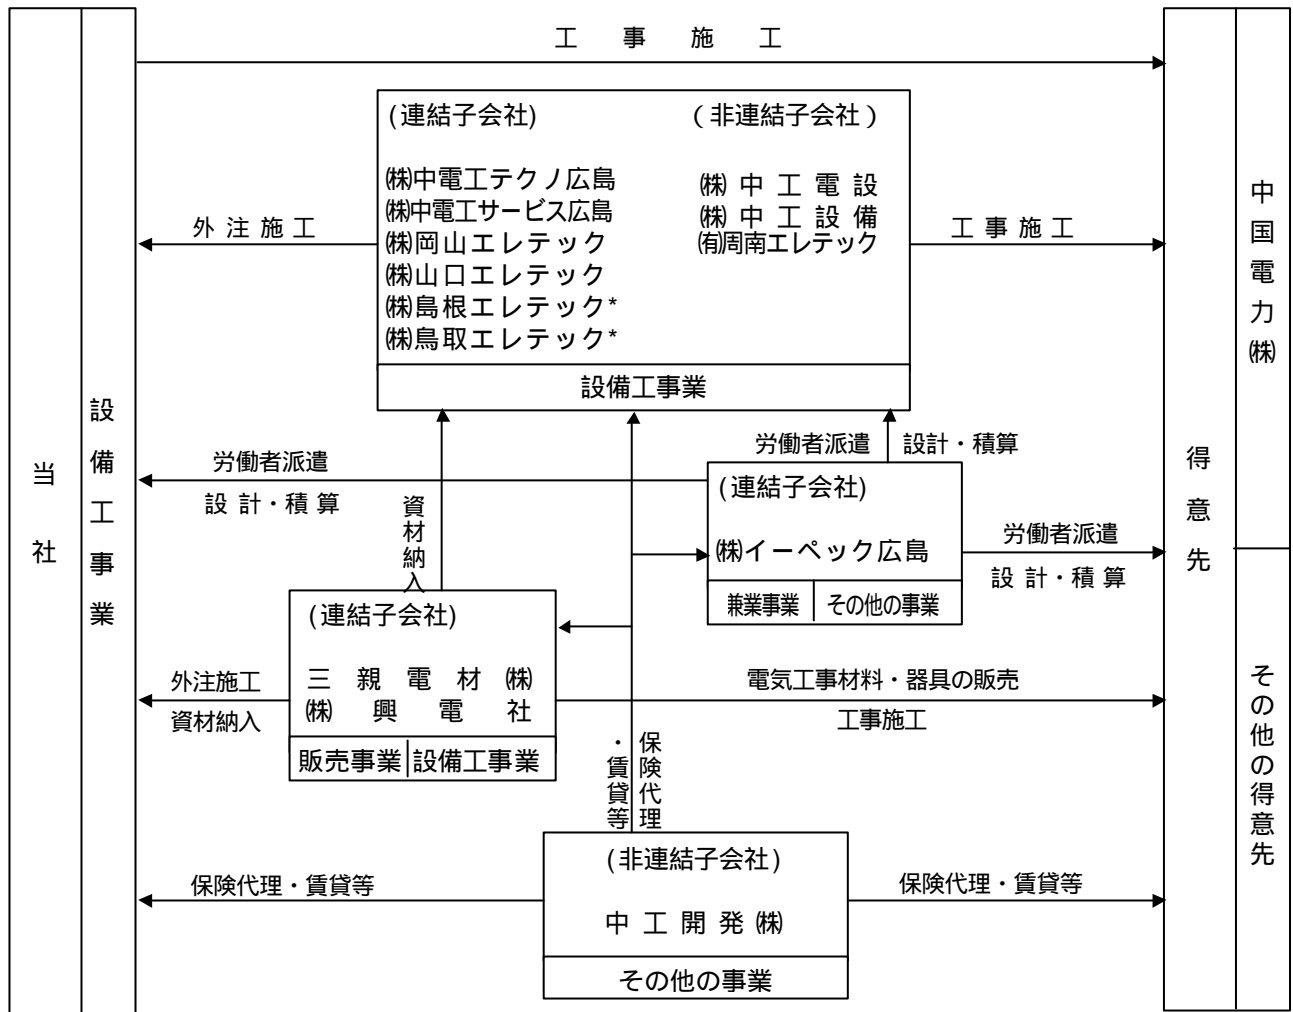 工事施工
(連結子会社)
(非連結子会社)
㈱中電工テクノ広島
㈱中電工サービス広島
㈱岡山エレテック
㈱山口エレテック
㈱島根エレテック*
㈱鳥取エレテック*
㈱中工電設
㈱中工設備
㈲周南エレテック
設備工事業
外注施工
工事施工
当社
設備工事業
得意先
中国電力㈱
その他の得意先
労働者派遣
設計・積算
労働者派遣
設計・積算
資材納入
(連結子会社)
㈱イーペック広島
兼業事業
その他の事業
労働者派遣
設計・積算
(連結子会社)
三親電材㈱
㈱興電社
販売事業
設備工事業
外注施工
資材納入
電気工事材料・器具の販売
工事施工
保険代理
・賃貸等
(非連結子会社)
中工開発㈱
その他の事業
保険代理・賃貸等
保険代理・賃貸等